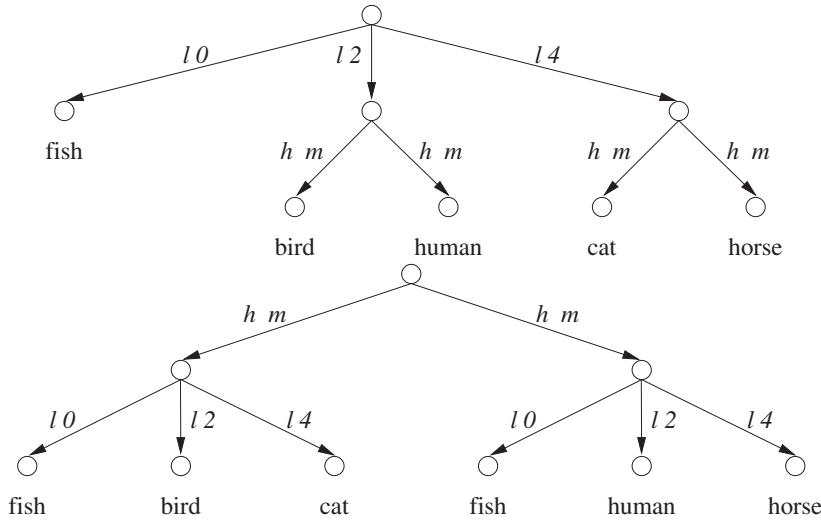 l 0 l 2 l 4
fish
h m h m h m h m
bird human cat horse
h m h m
l 0 l 2 l 4 l 0 l 2 l 4
fish bird cat fish human horse